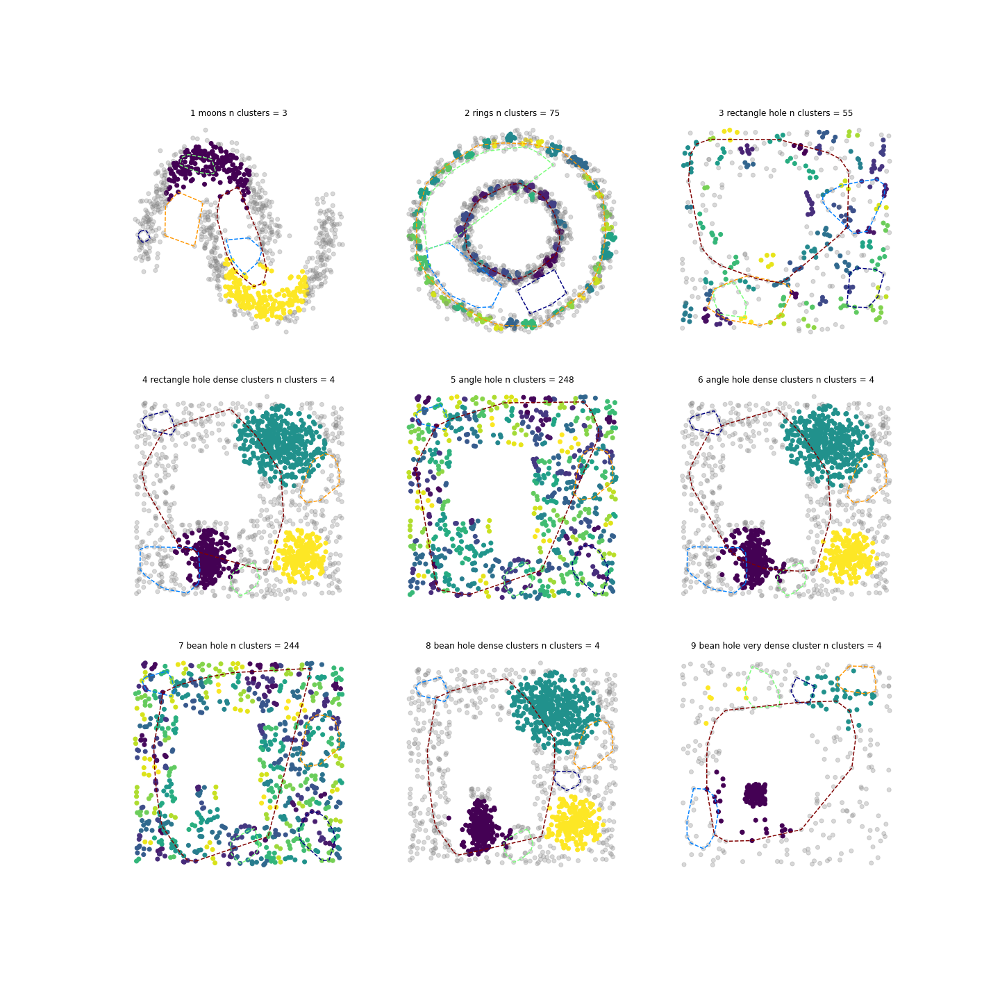 1 moons n clusters = 3
2 rings n clusters = 75
3 rectangle hole n clusters = 55
4 rectangle hole dense clusters n clusters = 4
5 angle hole n clusters = 248
6 angle hole dense clusters n clusters = 4
7 bean hole n clusters = 244
8 bean hole dense clusters n clusters = 4
9 bean hole very dense cluster n clusters = 4